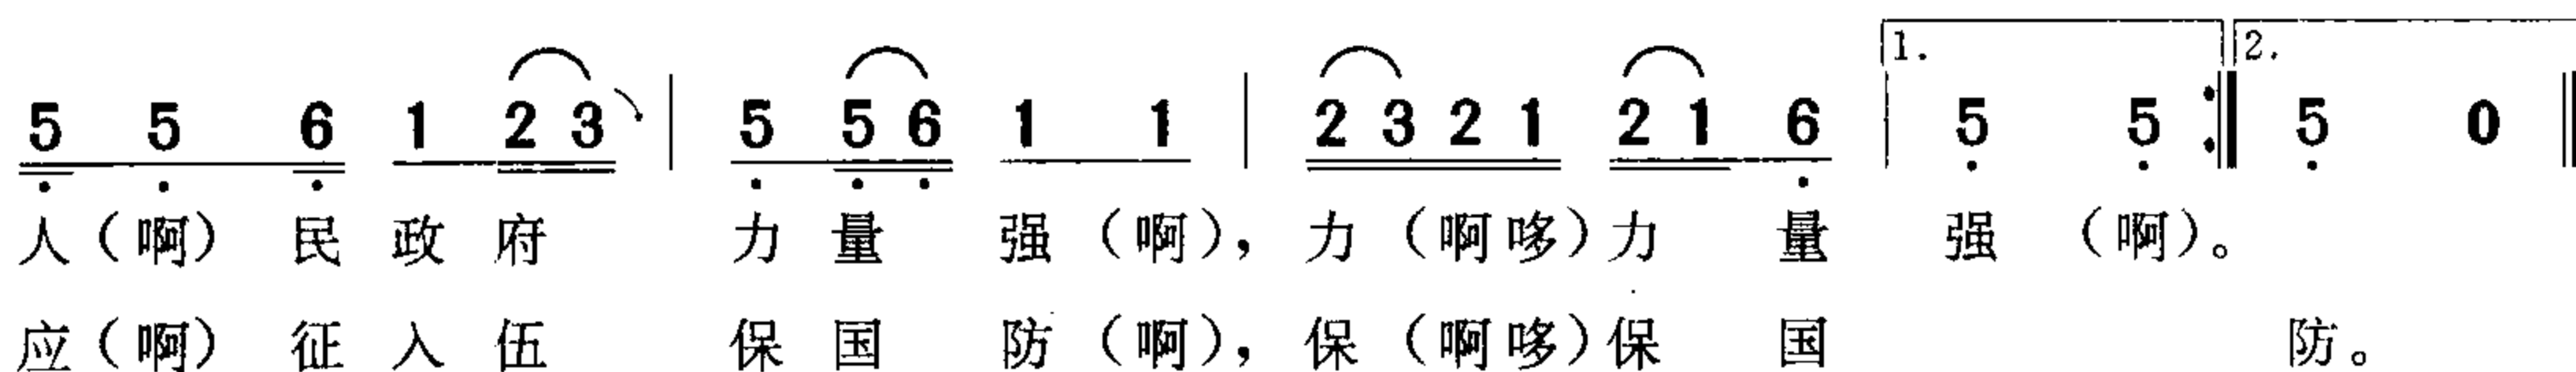 1. 2.
5 5 6 1 2 3 | 5 5 6 1 1 | 2 3 2 1 2 1 6 | 5 5 :‖ 5 0 ‖
人（啊）民政府 力量 强（啊），力（啊哆）力 量 强（啊）。
应（啊）征入伍 保国 防（啊），保（啊哆）保 国 防。